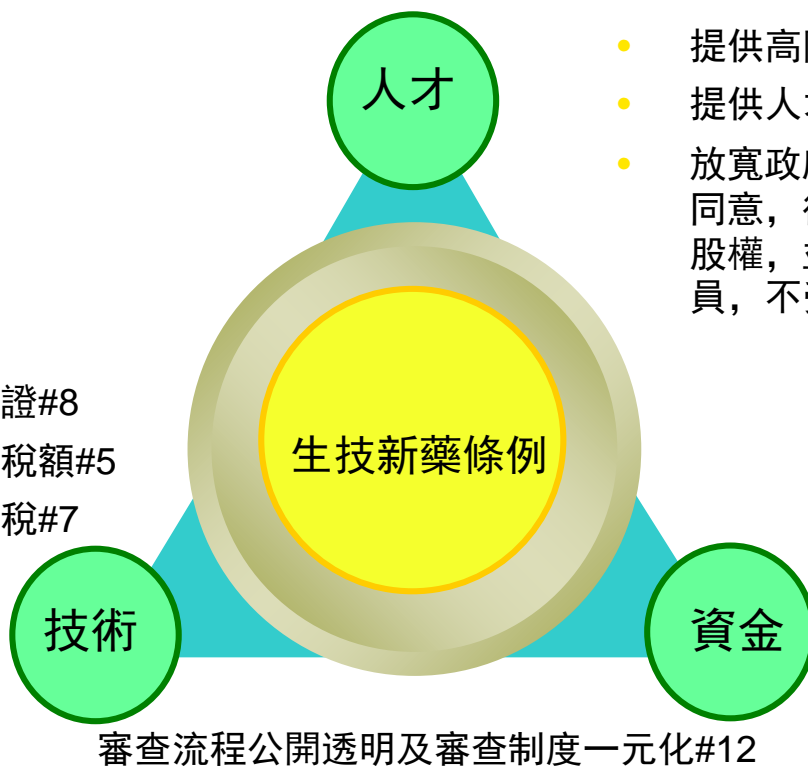 人才
提供高
提供人
放寬政
同意，
股權，
員，不
證#8
稅額#5
稅#7
生技新藥條例
技術
資金
審查流程公開透明及審查制度一元化#12